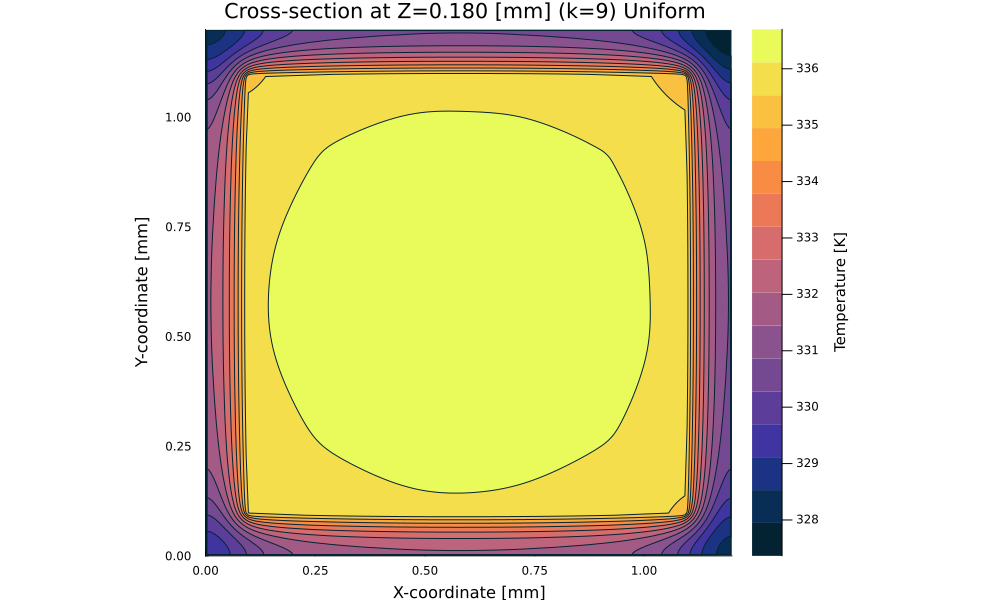 Cross-section at Z=0.180 [mm] (k=9) Uniform
Y-coordinate [mm]
1.00
0.75
0.50
0.25
0.00
0.00 0.25 0.50 0.75 1.00
X-coordinate [mm]
336
335
334
333
332
331
330
329
328
Temperature [K]